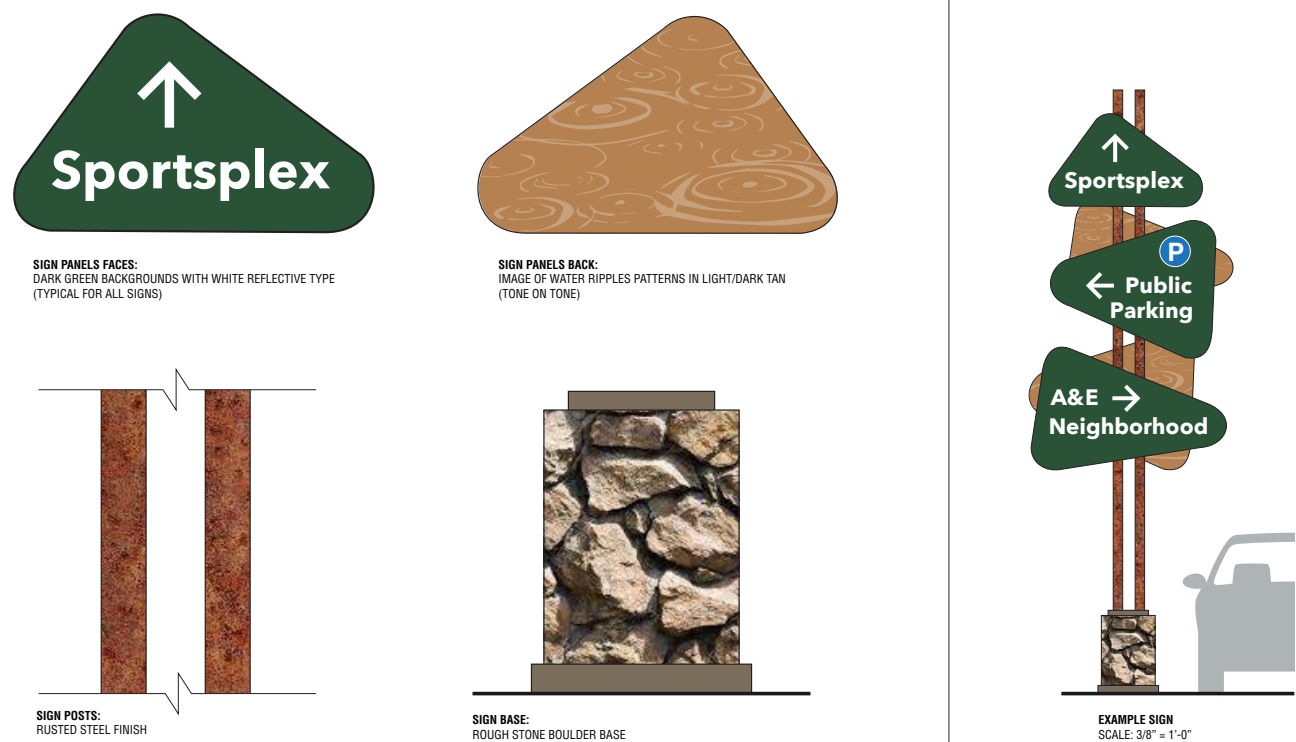 Sportsplex
SIGN PANELS FACES:
DARK GREEN BACKGROUNDS WITH WHITE REFLECTIVE TYPE
(TYPICAL FOR ALL SIGNS)
SIGN PANELS BACK:
IMAGE OF WATER RIPPLES PATTERNS IN LIGHT/DARK TAN
(TONE ON TONE)
SIGN POSTS:
RUSTED STEEL FINISH
SIGN BASE:
ROUGH STONE BOULDER BASE
Sportsplex
P
Public
Parking
A&E
Neighborhood
EXAMPLE SIGN
SCALE: 3/8" = 1'-0"